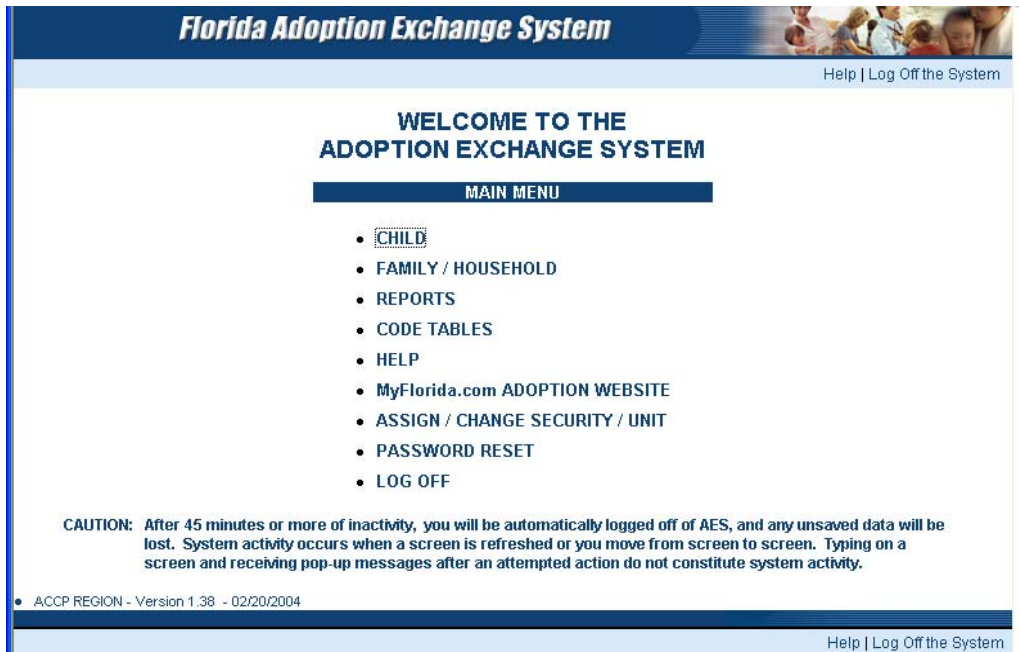 Florida Adoption Exchange System
Help | Log Off the System
WELCOME TO THE
ADOPTION EXCHANGE SYSTEM
MAIN MENU
• CHILD
• FAMILY / HOUSEHOLD
• REPORTS
• CODE TABLES
• HELP
• MyFlorida.com ADOPTION WEBSITE
• ASSIGN / CHANGE SECURITY / UNIT
• PASSWORD RESET
• LOG OFF
CAUTION: After 45 minutes or more of inactivity, you will be automatically logged off of AES, and any unsaved data will be
lost. System activity occurs when a screen is refreshed or you move from screen to screen. Typing on a
screen and receiving pop-up messages after an attempted action do not constitute system activity.
• ACCP REGION - Version 1.38 - 02/20/2004
Help | Log Off the System